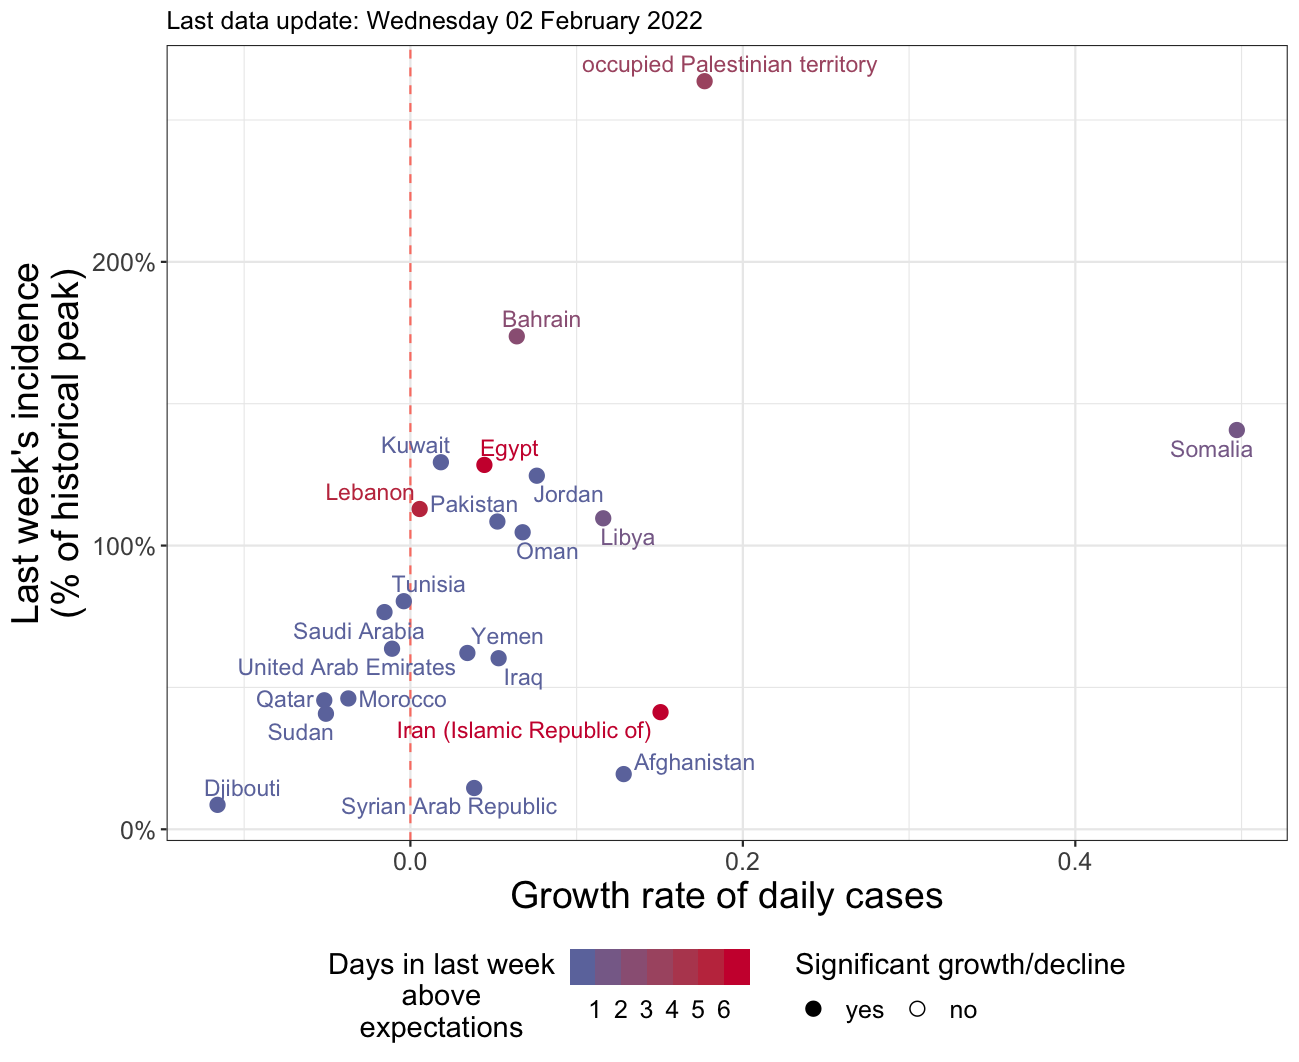 Last data update: Wednesday 02 February 2022
occupied Palestinian territory
200%
Bahrain
Kuwait
Egypt
Somalia
Lebanon
Jordan
Pakistan
Libya
100%
Oman
Tunisia
Saudi Arabia
Yemen
United Arab Emirates
Iraq
Qatar
Morocco
Sudan
Iran (Islamic Republic of)
Afghanistan
Djibouti
Syrian Arab Republic
0%
0.0 0.2 0.4
Last week's incidence
(% of historical peak)
Growth rate of daily cases
Days in last week
above
expectations
1 2 3 4 5 6
Significant growth/decline
yes no